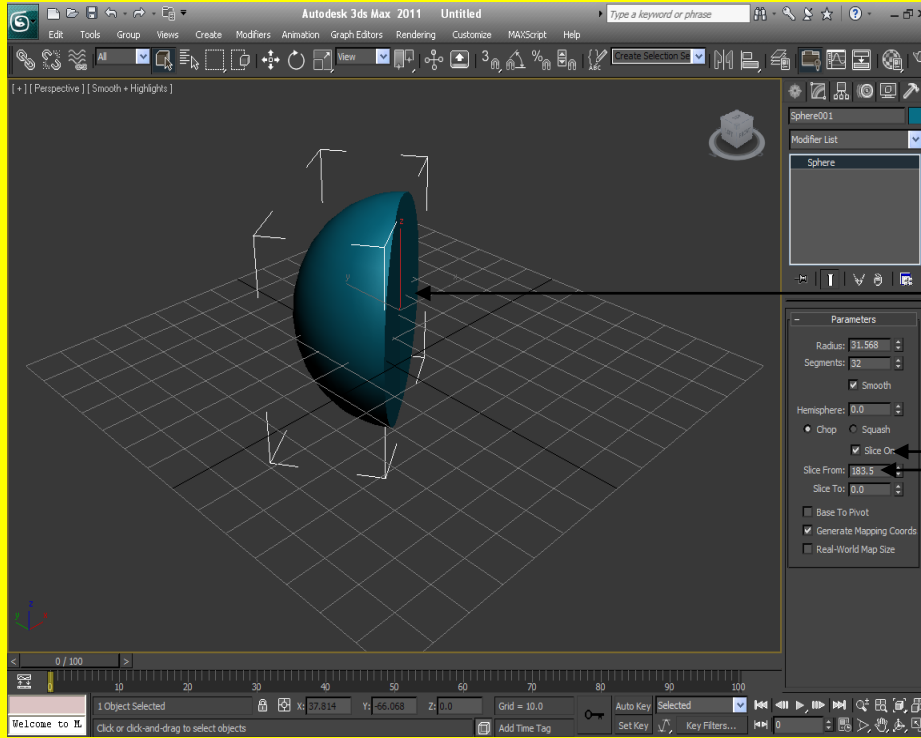 Autodesk 3ds Max 2011 Untitled
Type a keyword or phrase
Edit Tools Group Views Create Modifiers Animation Graph Editors Rendering Customize MAXScript Help
All
View
3
Create Selection Se
[ + ] [ Perspective ] [ Smooth + Highlights ]
Sphere001
Modifier List
Sphere
z
y
x
Parameters
Radius: 31.568
Segments: 32
Smooth
Hemisphere: 0.0
Chop Squash
Slice On
Slice From: 183.5
Slice To: 0.0
Base To Pivot
Generate Mapping Coords
Real-World Map Size
z
y
x
< 0 / 100 >
0 10 20 30 40 50 60 70 80 90 100
1 Object Selected X: 37.814 Y: -66.068 Z: 0.0 Grid = 10.0 Auto Key Selected
Welcome to M Click or click-and-drag to select objects Add Time Tag Set Key Key Filters... 0